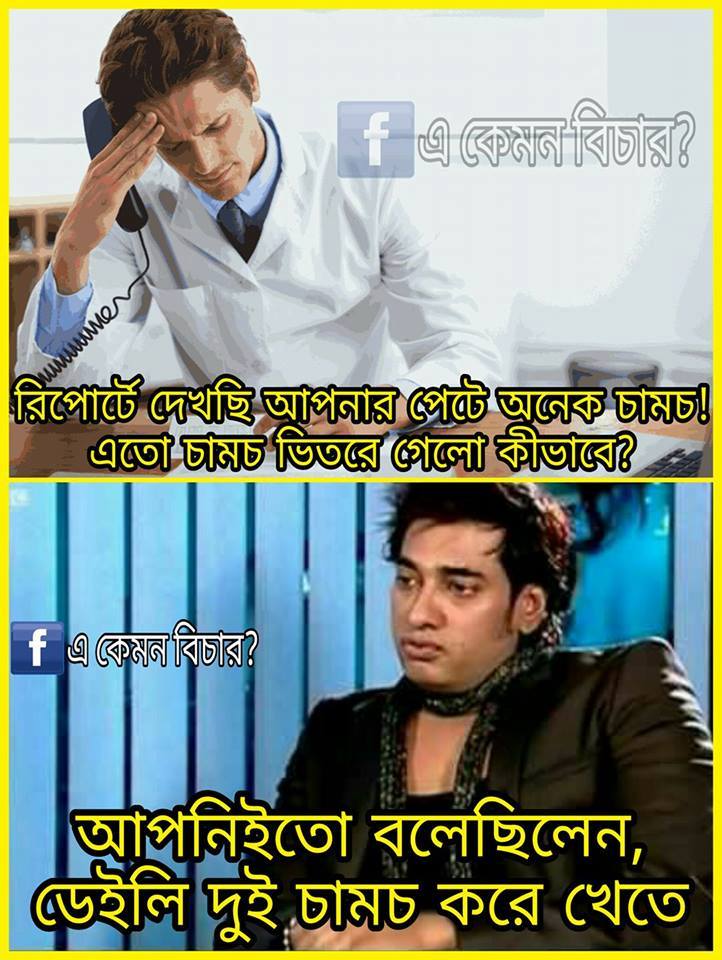 f এ কেমন বিচার?
রিপোর্টে দেখছি আপনার পেটে অনেক চামচ!
এতো চামচ ভিতরে গেলো কীভাবে?
f এ কেমন বিচার?
আপনিইতো বলেছিলেন,
ডেইলি দুই চামচ করে খেতে